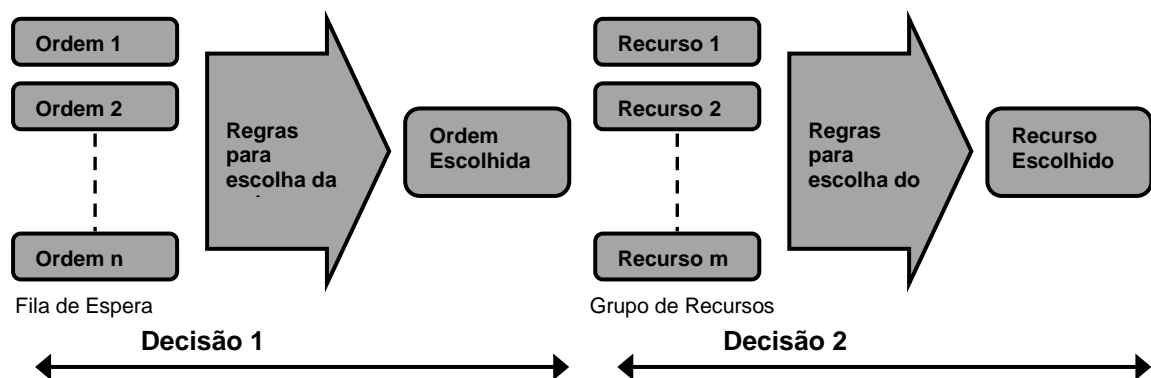 Ordem 1
Ordem 2
Ordem n
Fila de Espera
Regras
para
escolha da
Ordem
Escolhida
Decisão 1
Recurso 1
Recurso 2
Recurso m
Grupo de Recursos
Regras
para
escolha do
Recurso
Escolhido
Decisão 2